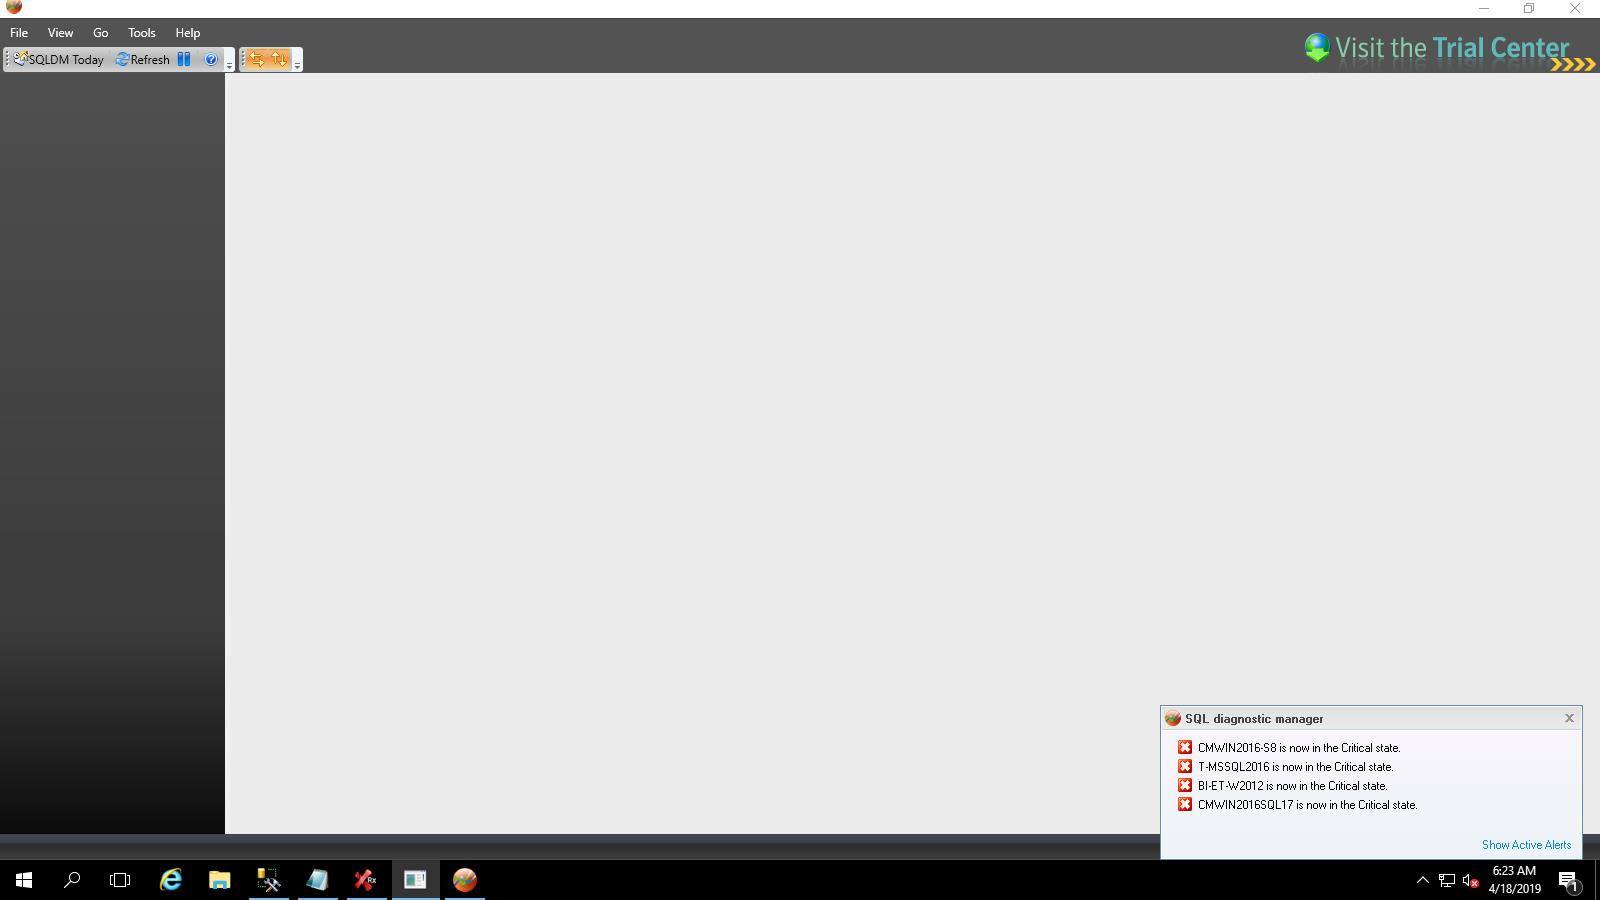 File View Go Tools Help
Visit the Trial Center
SQLDM Today Refresh
SQL diagnostic manager
CMWIN2016-S8 is now in the Critical state.
T-MSSQL2016 is now in the Critical state.
BI-ET-W2012 is now in the Critical state.
CMWIN2016SQL17 is now in the Critical state.
Show Active Alerts
Rx
6:23 AM
4/18/2019
1